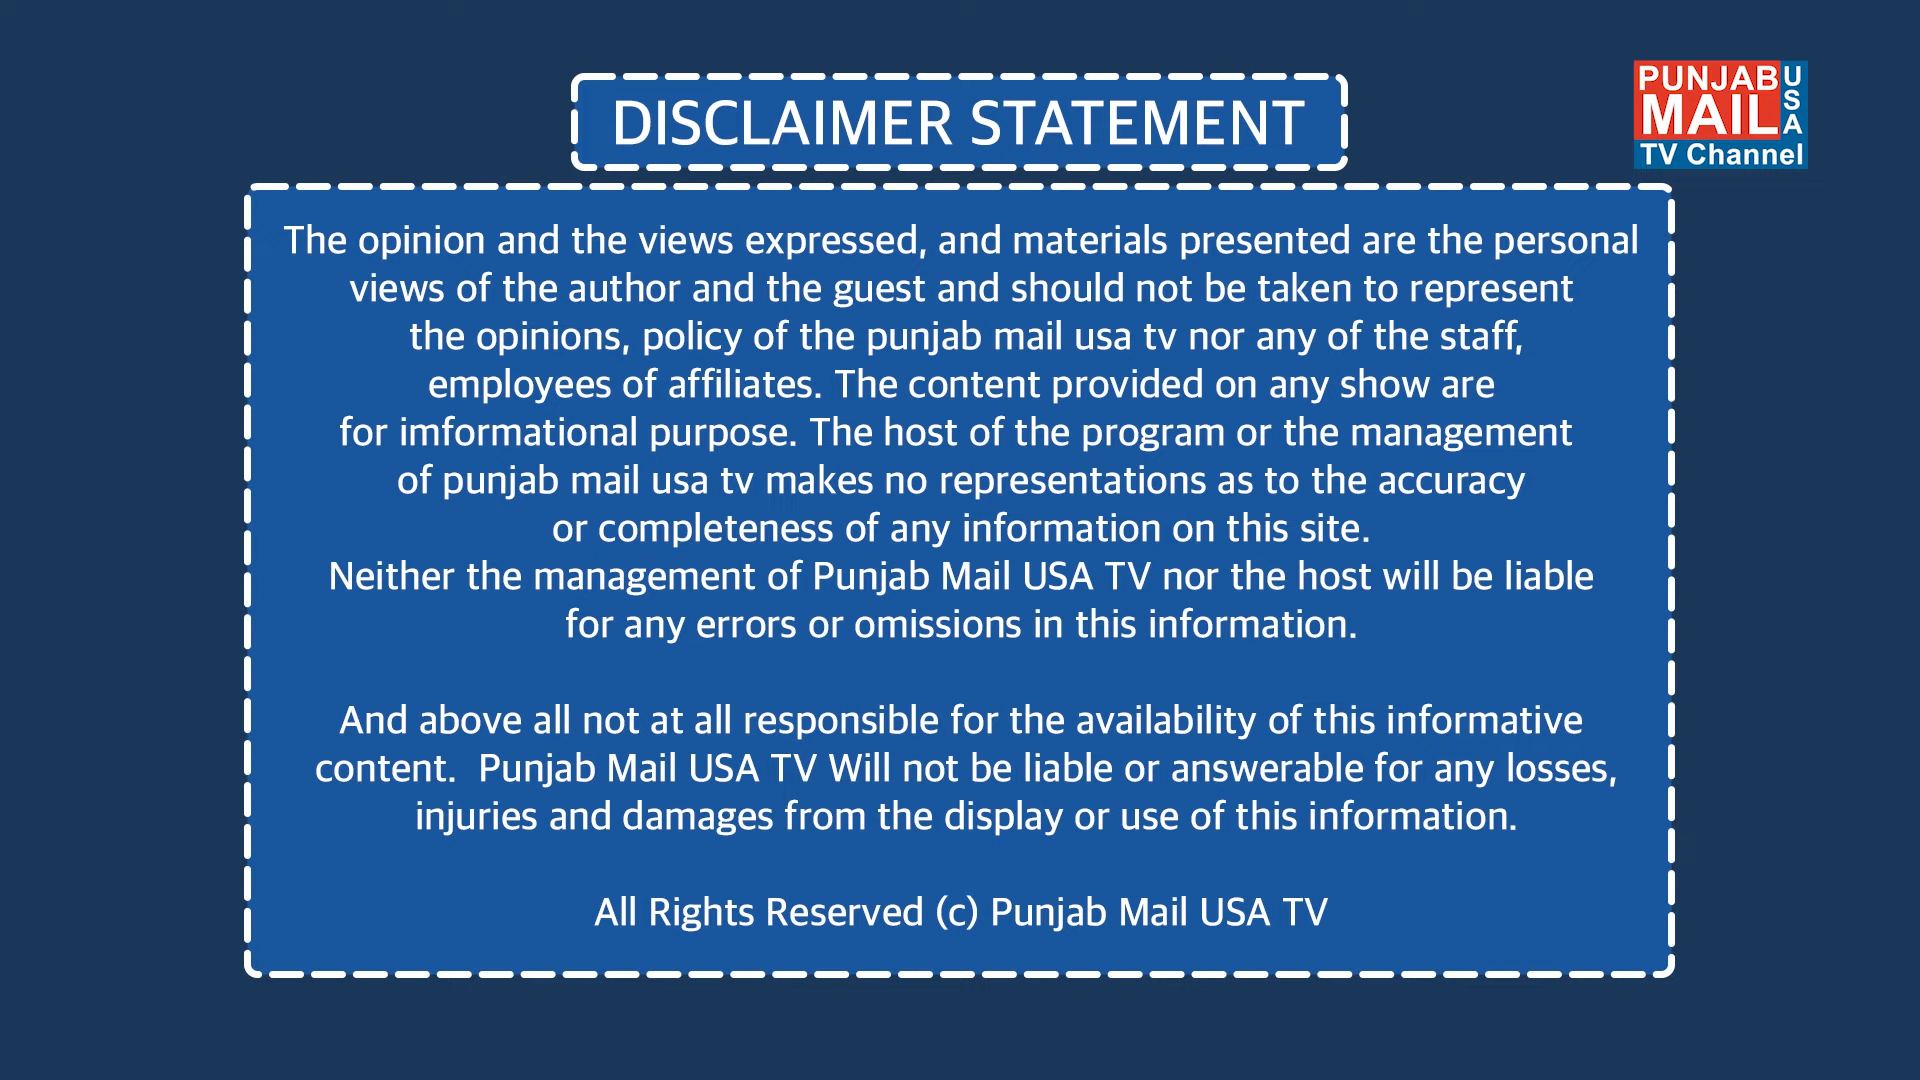 DISCLAIMER STATEMENT
PUNJAB
MAIL
USA
TV Channel
The opinion and the views expressed, and materials presented are the personal
views of the author and the guest and should not be taken to represent
the opinions, policy of the punjab mail usa tv nor any of the staff,
employees of affiliates. The content provided on any show are
for imformational purpose. The host of the program or the management
of punjab mail usa tv makes no representations as to the accuracy
or completeness of any information on this site.
Neither the management of Punjab Mail USA TV nor the host will be liable
for any errors or omissions in this information.
And above all not at all responsible for the availability of this informative
content.  Punjab Mail USA TV Will not be liable or answerable for any losses,
injuries and damages from the display or use of this information.
All Rights Reserved (c) Punjab Mail USA TV